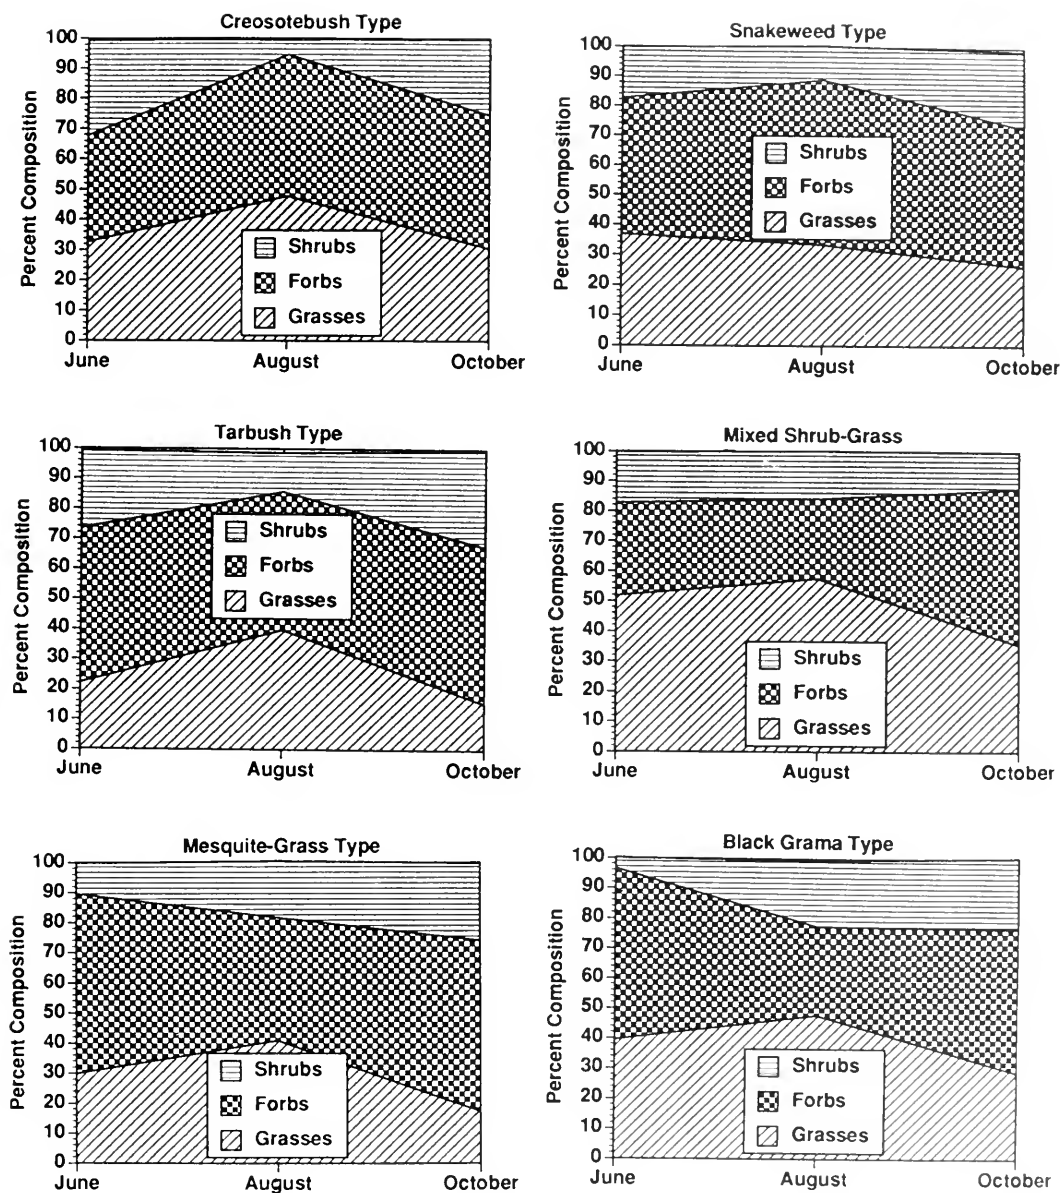 Creosotebush Type
Percent Composition
100
90
80
70
60
50
40
30
20
10
0
Shrubs
Forbs
Grasses
June August October
Snakeweed Type
Percent Composition
100
90
80
70
60
50
40
30
20
10
0
Shrubs
Forbs
Grasses
June August October
Tarbush Type
Percent Composition
100
90
80
70
60
50
40
30
20
10
0
Shrubs
Forbs
Grasses
June August October
Mixed Shrub-Grass
Percent Composition
100
90
80
70
60
50
40
30
20
10
0
Shrubs
Forbs
Grasses
June August October
Mesquite-Grass Type
Percent Composition
100
90
80
70
60
50
40
30
20
10
0
Shrubs
Forbs
Grasses
June August October
Black Grama Type
Percent Composition
100
90
80
70
60
50
40
30
20
10
0
Shrubs
Forbs
Grasses
June August October